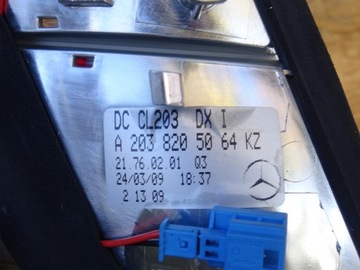 DC CL203 DX I
A 203 820 50 64 KZ
21.76.02.01 Q3
24/03/09 18:37
2 13 09